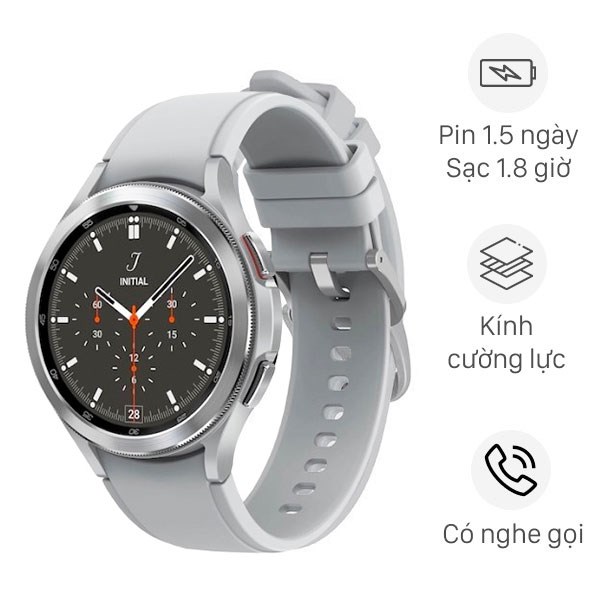 Pin 1.5 ngày
Sạc 1.8 giờ
Kính
cường lực
Có nghe gọi
J
INITIAL
60
30
30
15
12
6
28